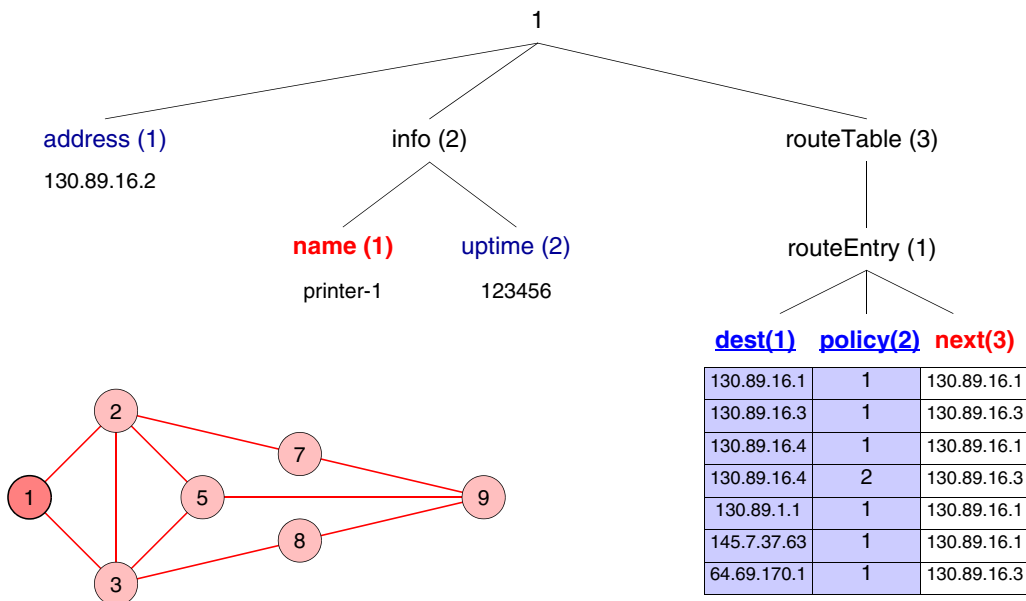 1
address (1)
info (2)
routeTable (3)
130.89.16.2
name (1)
uptime (2)
routeEntry (1)
printer-1
123456
dest(1) policy(2) next(3)
130.89.16.1 1 130.89.16.1
130.89.16.3 1 130.89.16.3
130.89.16.4 1 130.89.16.1
130.89.16.4 2 130.89.16.3
130.89.1.1 1 130.89.16.1
145.7.37.63 1 130.89.16.1
64.69.170.1 1 130.89.16.3
2
7
1
5
9
8
3